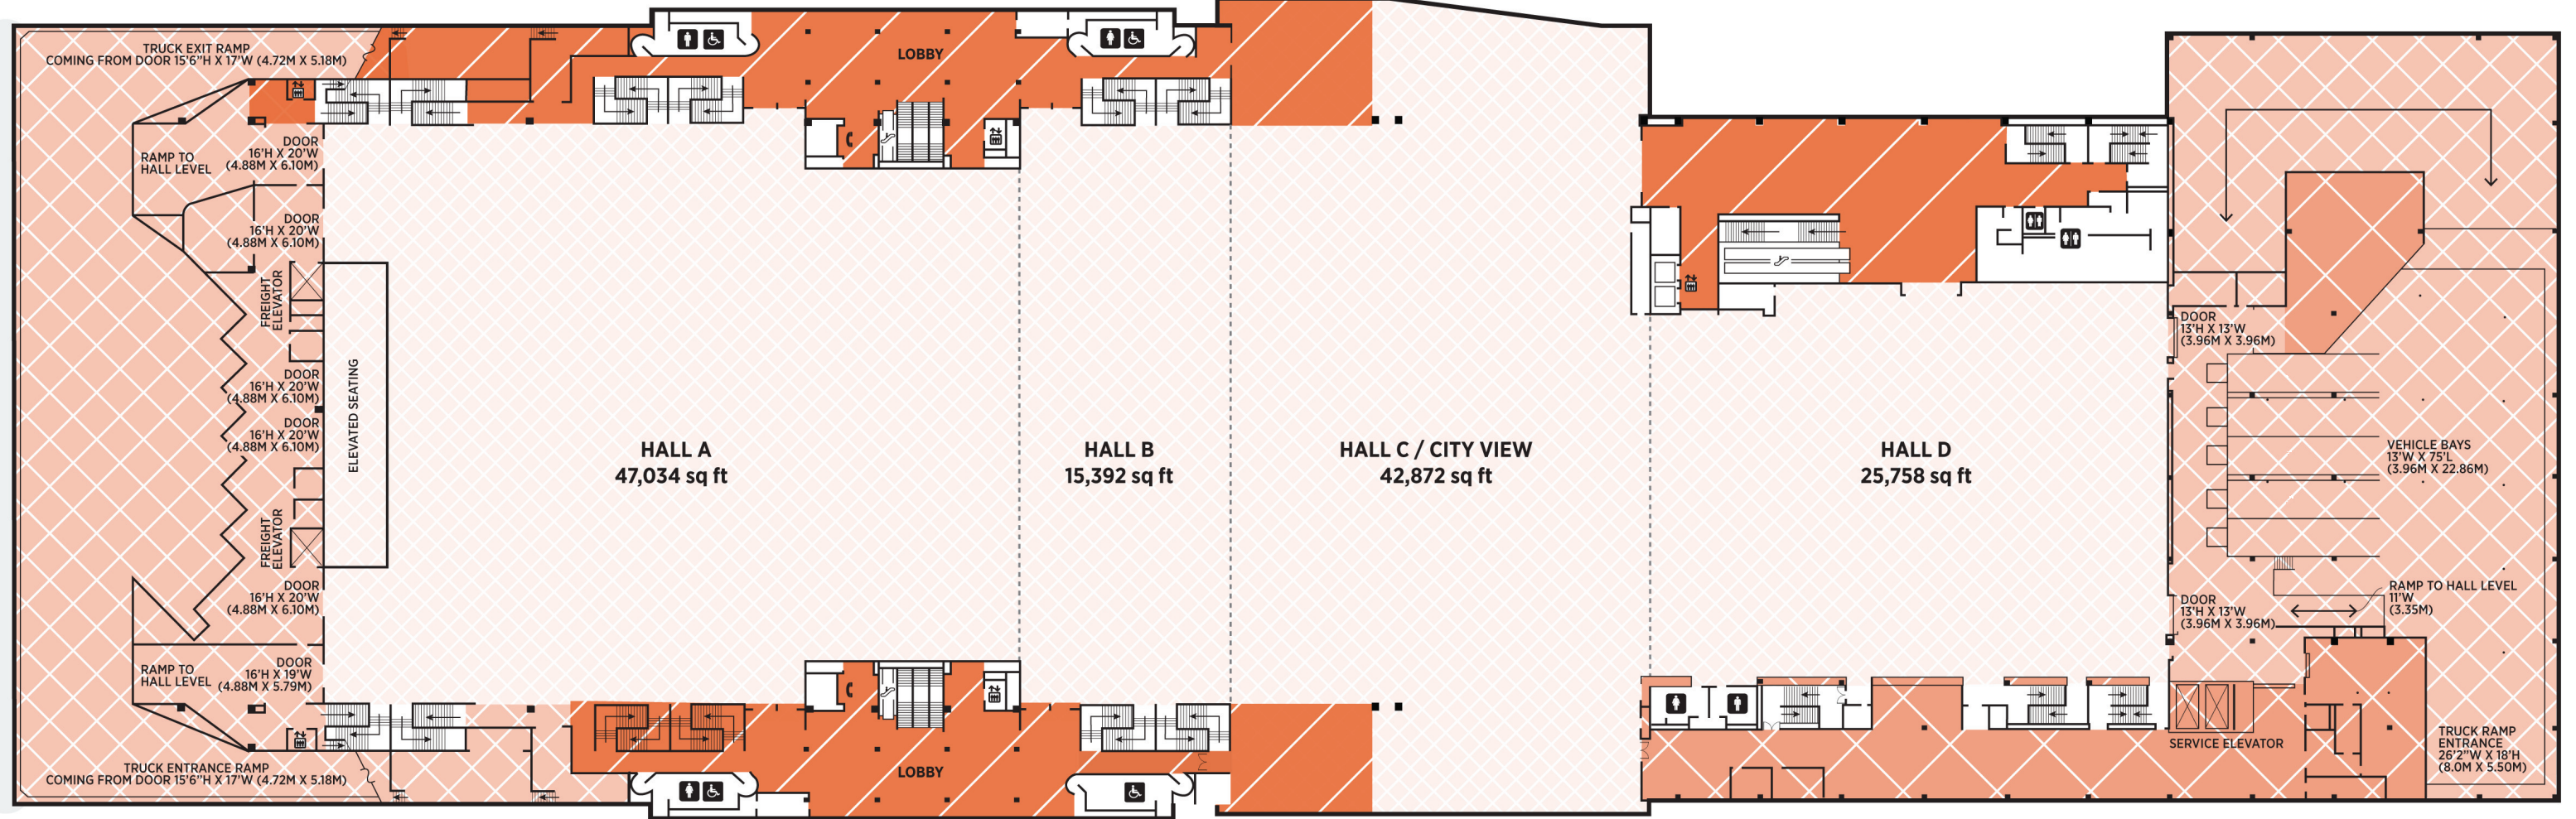 TRUCK EXIT RAMP
COMING FROM DOOR 15'6"H X 17'W (4.72M X 5.18M)
LOBBY
RAMP TO
HALL LEVEL
DOOR
16'H X 20'W
(4.88M X 6.10M)
DOOR
16'H X 20'W
(4.88M X 6.10M)
FREIGHT
ELEVATOR
DOOR
16'H X 20'W
(4.88M X 6.10M)
DOOR
16'H X 20'W
(4.88M X 6.10M)
ELEVATED SEATING
FREIGHT
ELEVATOR
DOOR
16'H X 20'W
(4.88M X 6.10M)
RAMP TO
HALL LEVEL
DOOR
16'H X 19'W
(4.88M X 5.79M)
TRUCK ENTRANCE RAMP
COMING FROM DOOR 15'6"H X 17'W (4.72M X 5.18M)
HALL A
47,034 sq ft
HALL B
15,392 sq ft
HALL C / CITY VIEW
42,872 sq ft
HALL D
25,758 sq ft
LOBBY
DOOR
13'H X 13'W
(3.96M X 3.96M)
VEHICLE BAYS
13'W X 75'L
(3.96M X 22.86M)
RAMP TO HALL LEVEL
11'W
(3.35M)
DOOR
13'H X 13'W
(3.96M X 3.96M)
SERVICE ELEVATOR
TRUCK RAMP
ENTRANCE
26'2"W X 18'H
(8.0M X 5.50M)